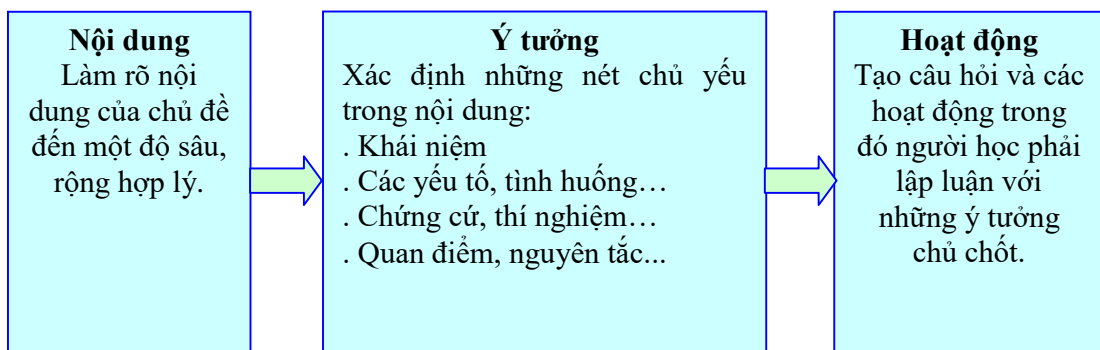 Nội dung
Làm rõ nội
dung của chủ đề
đến một độ sâu,
rộng hợp lý.
Ý tưởng
Xác định những nét chủ yếu
trong nội dung:
. Khái niệm
. Các yếu tố, tình huống…
. Chứng cứ, thí nghiệm…
. Quan điểm, nguyên tắc...
Hoạt động
Tạo câu hỏi và các
hoạt động trong
đó người học phải
lập luận với
những ý tưởng
chủ chốt.